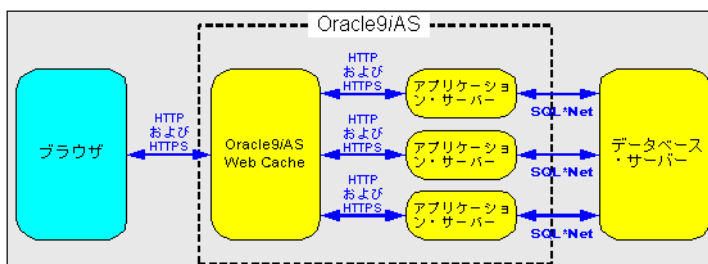 Oracle9iAS
ブラウザ
HTTP
および
HTTPS
Oracle9iAS
Web Cache
HTTP
および
HTTPS
アプリケーショ
ン・サーバー
SQL*Net
HTTP
および
HTTPS
アプリケーショ
ン・サーバー
SQL*Net
HTTP
および
HTTPS
アプリケーショ
ン・サーバー
SQL*Net
データベース
・サーバー